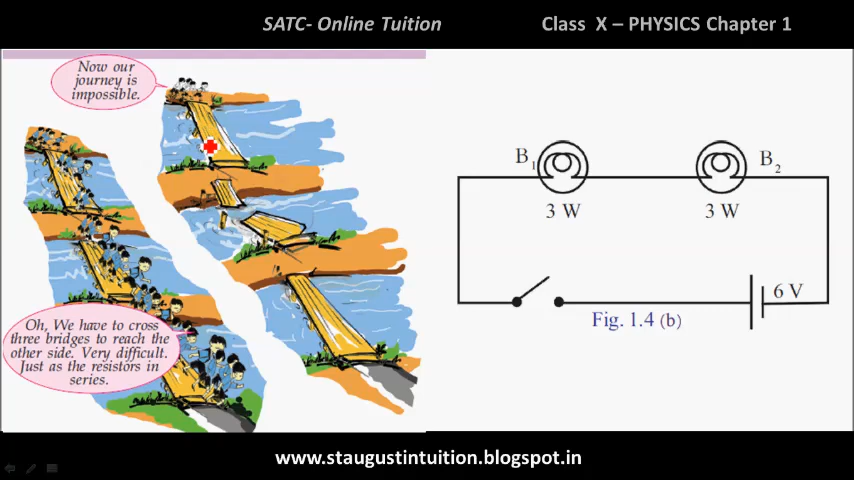 SATC- Online Tuition
Class X – PHYSICS Chapter 1
Now our
journey is
impossible.
Oh, We have to cross
three bridges to reach the
other side. Very difficult.
Just as the resistors in
series.
B1
B2
3 W
3 W
6 V
Fig. 1.4 (b)
www.staugustintuition.blogspot.in